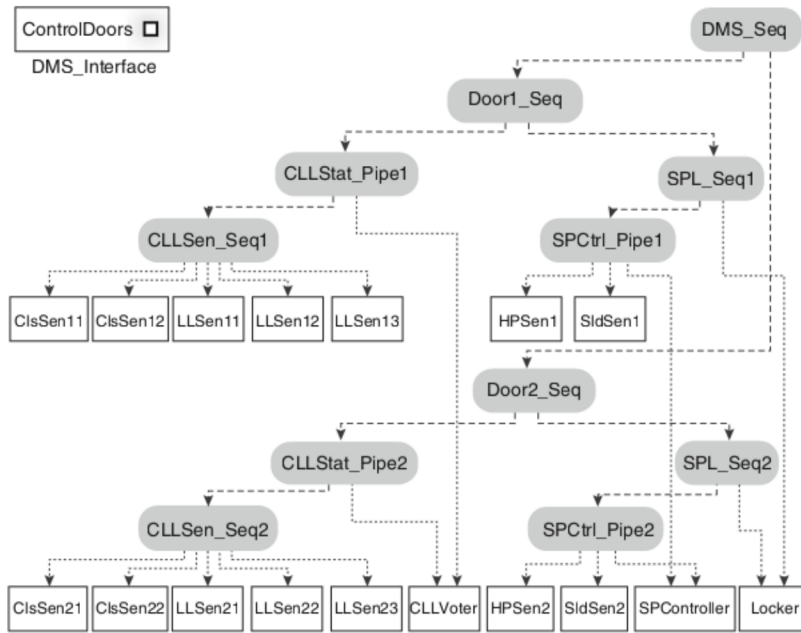 ControlDoors
DMS_Interface
DMS_Seq
Door1_Seq
CLLStat_Pipe1
SPL_Seq1
CLLSen_Seq1
SPCtrl_Pipe1
ClsSen11
ClsSen12
LLSen11
LLSen12
LLSen13
HPSen1
SldSen1
Door2_Seq
CLLStat_Pipe2
SPL_Seq2
CLLSen_Seq2
SPCtrl_Pipe2
ClsSen21
ClsSen22
LLSen21
LLSen22
LLSen23
CLLVoter
HPSen2
SldSen2
SPController
Locker